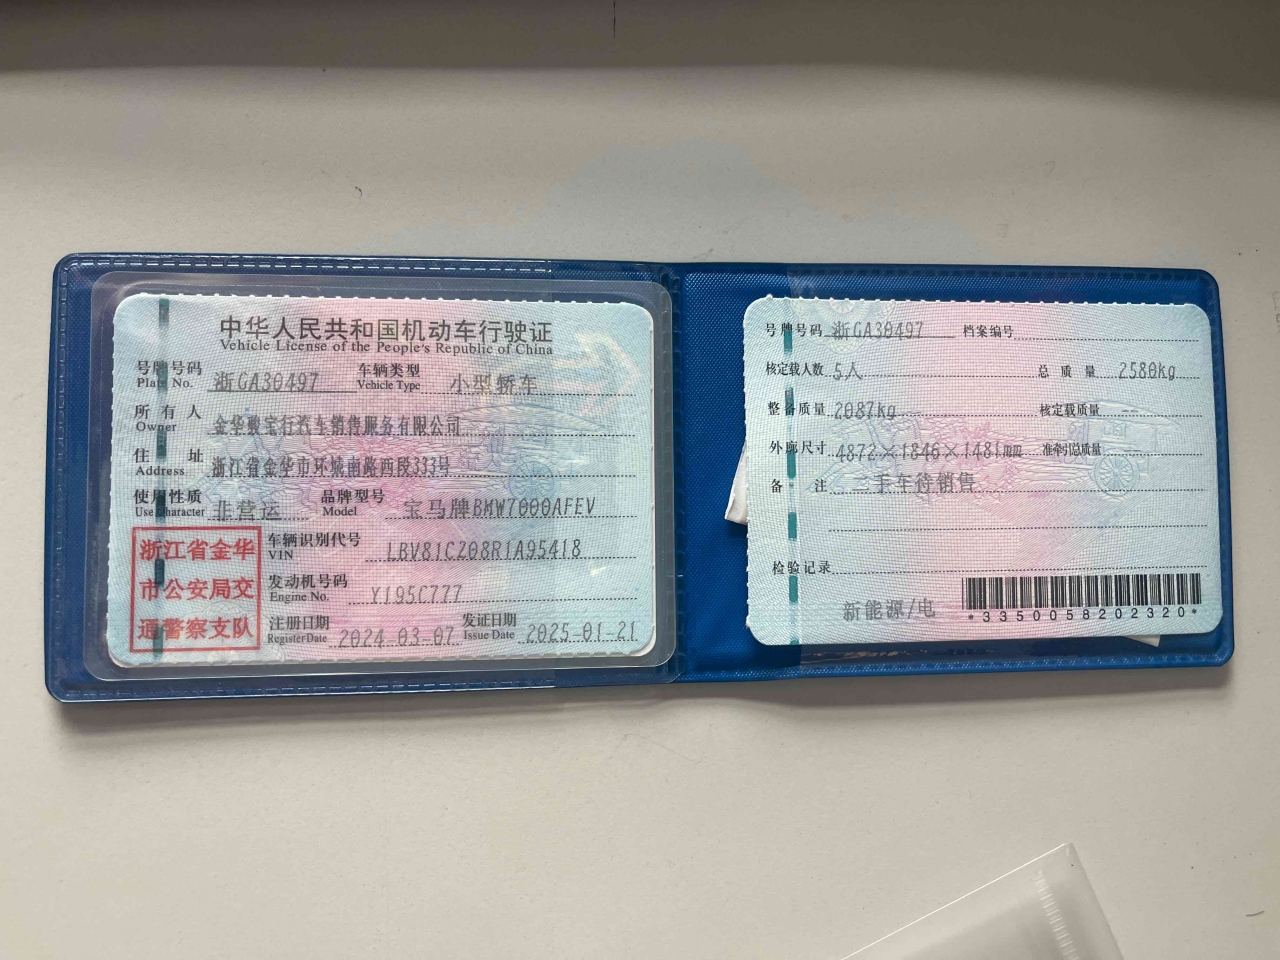 中华人民共和国机动车行驶证
Vehicle License of the People's Republic of China
号牌号码 Plate No. 浙GA30497 车辆类型 Vehicle Type 小型轿车
所有人 Owner 金华骏宝行汽车销售服务有限公司
住址 Address 浙江省金华市环城南路西段333号
使用性质 Use Character 非营运 品牌型号 Model 宝马牌BMW7000AFEV
浙江省金华市公安局交通警察支队
车辆识别代号 VIN LBV81CZ08R1A95418
发动机号码 Engine No. Y195C777
注册日期 Register Date 2024-03-07 发证日期 Issue Date 2025-01-21
号牌号码 浙GA30497 档案编号
核定载人数 5人 总质量 2580kg
整备质量 2087kg 核定载质量 --
外廓尺寸 4872×1846×1481mm 准牵引总质量
备注 二手车待销售
检验记录
新能源/电
*3350058202320*